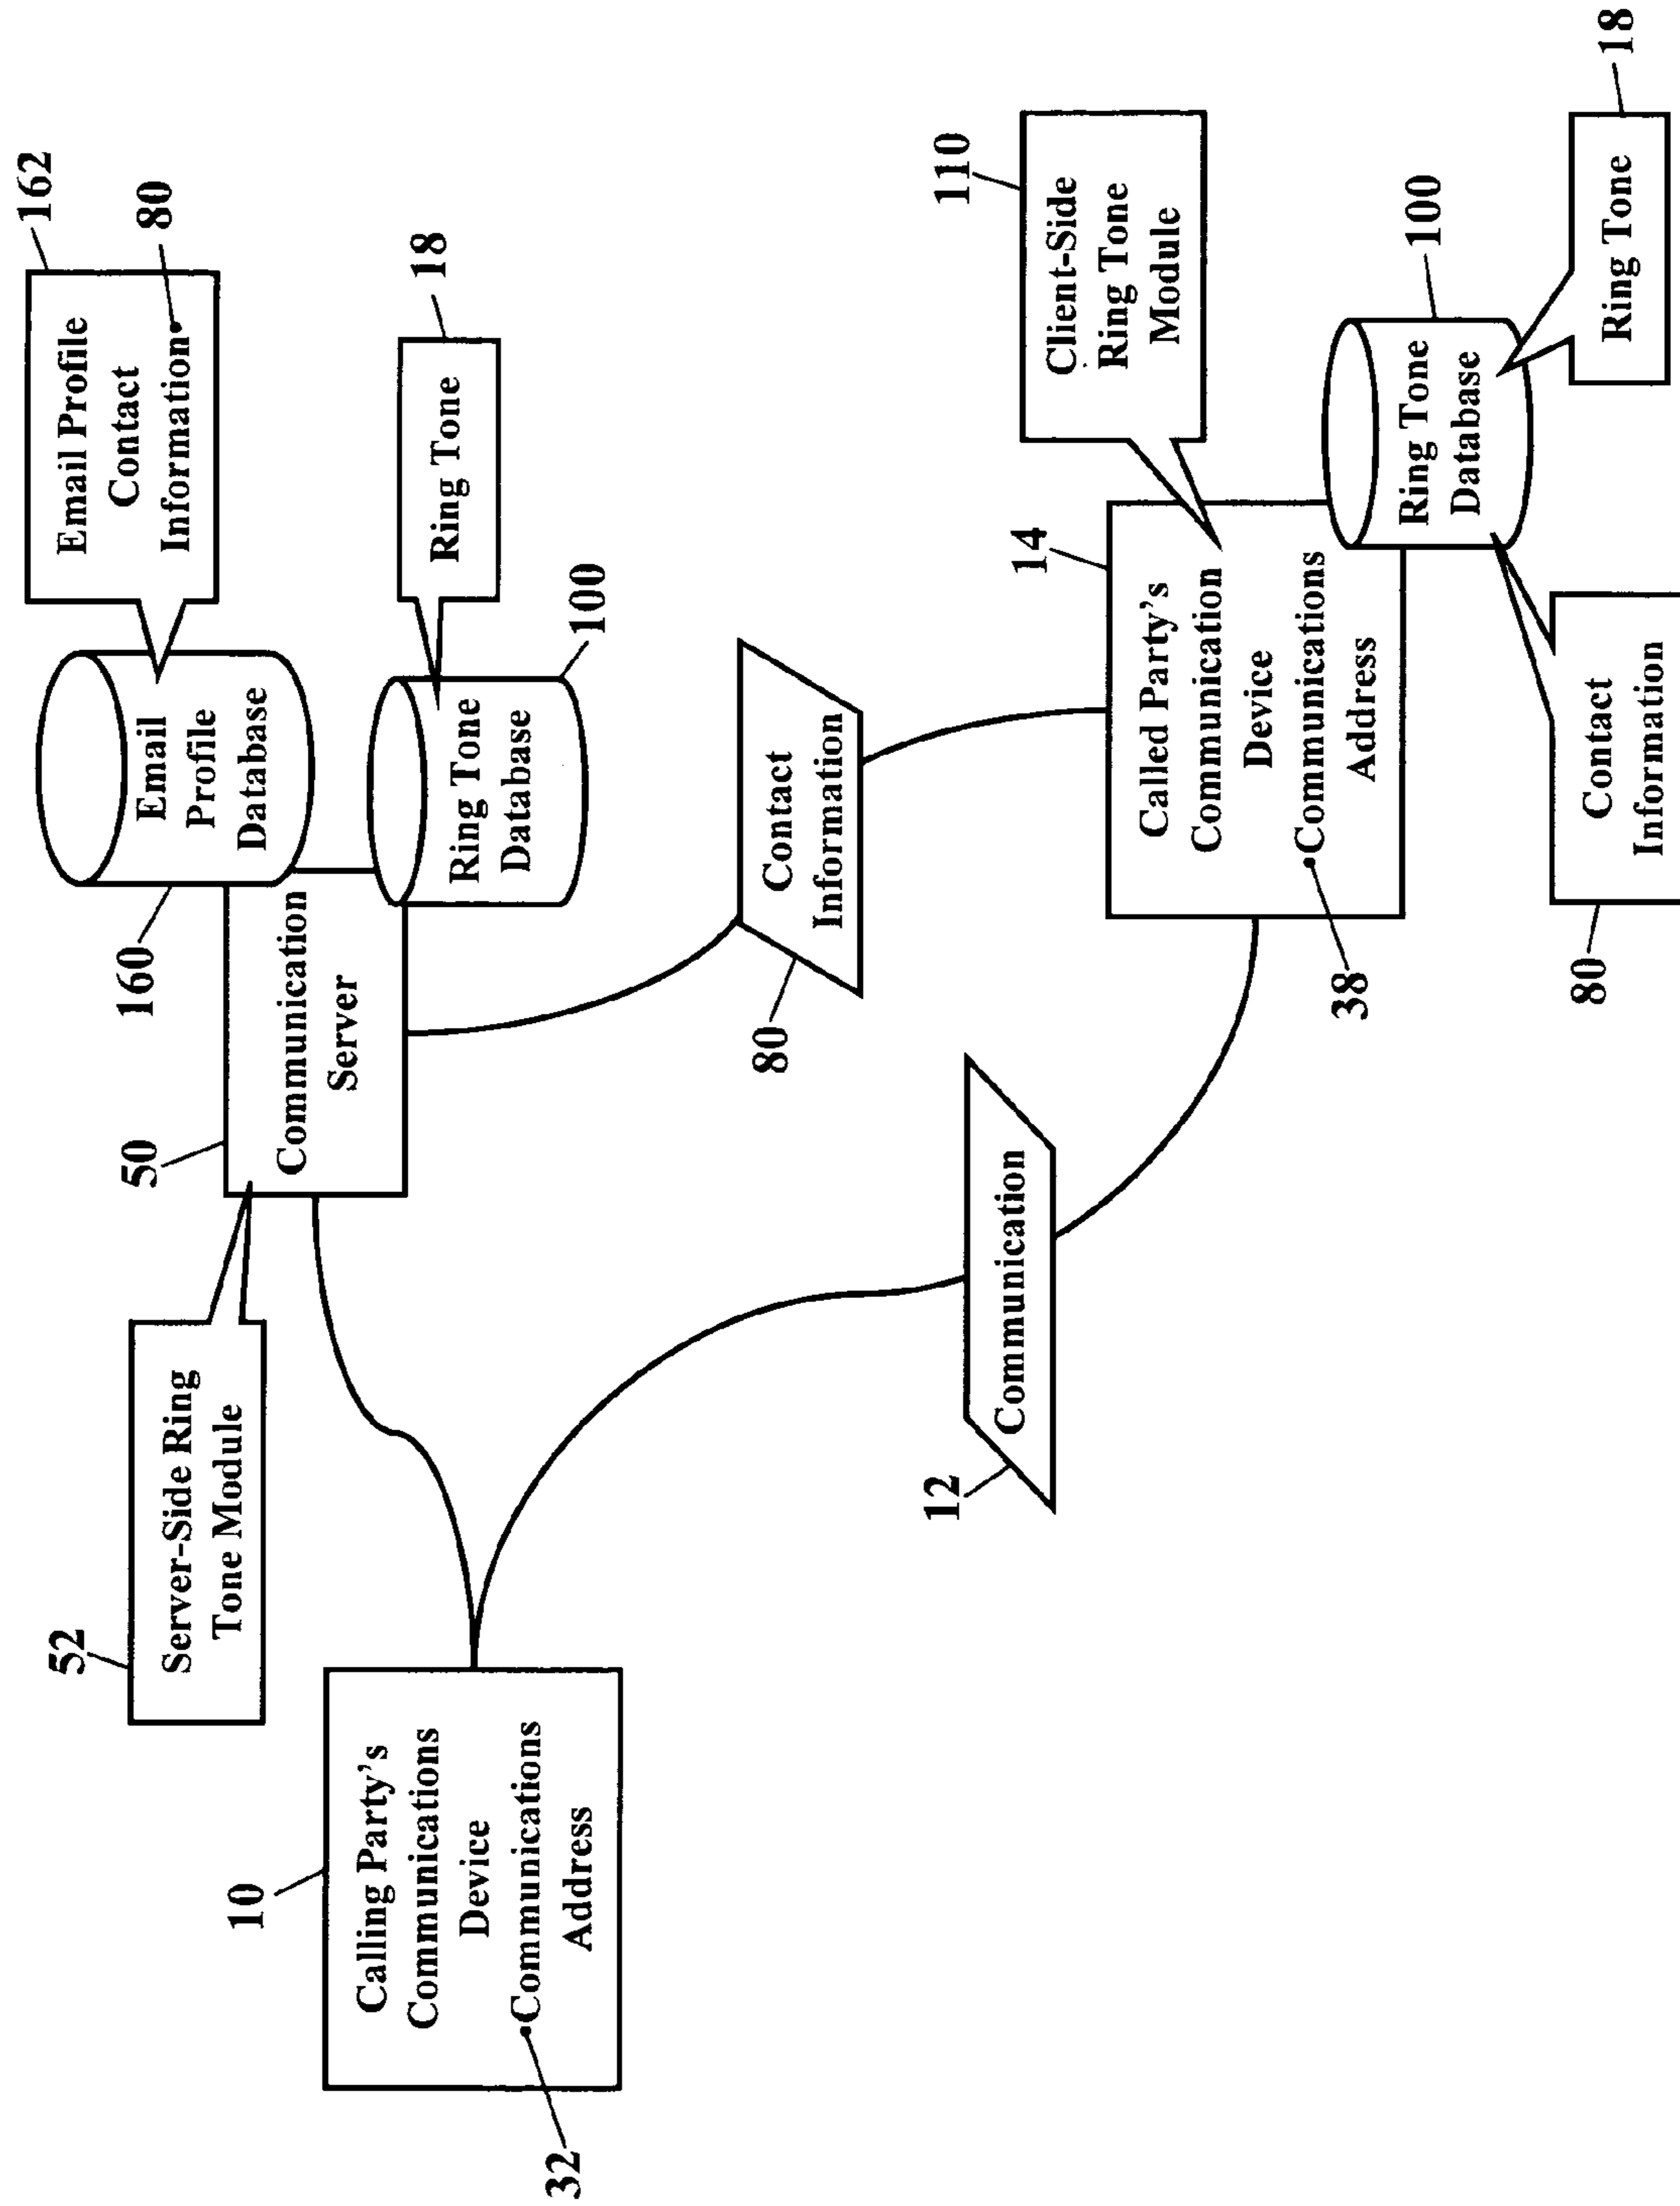 162
Email Profile
Contact
Information
80
160
Email
Profile
Database
18
Ring Tone
100
Ring Tone
Database
50
Communication
Server
52
Server-Side Ring
Tone Module
10
Calling Party's
Communications
Device
Communications
Address
32
80
Contact
Information
12
Communication
110
Client-Side
Ring Tone
Module
14
Called Party's
Communication
Device
Communications
Address
38
100
Ring Tone
Database
18
Ring Tone
80
Contact
Information